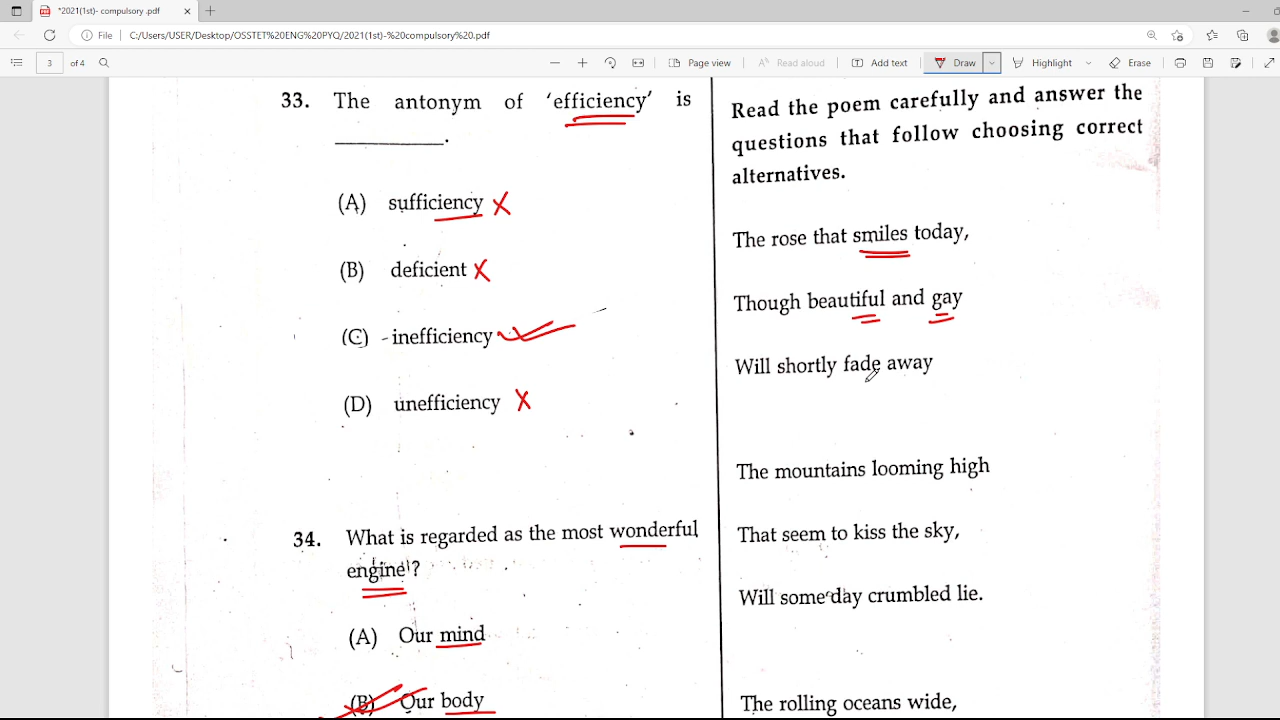 *2021(1st)- compulsory .pdf
File
C:/Users/USER/Desktop/OSSTET%20ENG%20PYQ/2021(1st)-%20compulsory%20.pdf
3 of 4
Page view
Read aloud
Add text
Draw
Highlight
Erase
33. The antonym of 'efficiency' is
__________.
(A) sufficiency
(B) deficient
(C) inefficiency
(D) unefficiency
34. What is regarded as the most wonderful
engine'?
(A) Our mind
(B) Our body
Read the poem carefully and answer the
questions that follow choosing correct
alternatives.
The rose that smiles today,
Though beautiful and gay
Will shortly fade away
The mountains looming high
That seem to kiss the sky,
Will some day crumbled lie.
The rolling oceans wide,